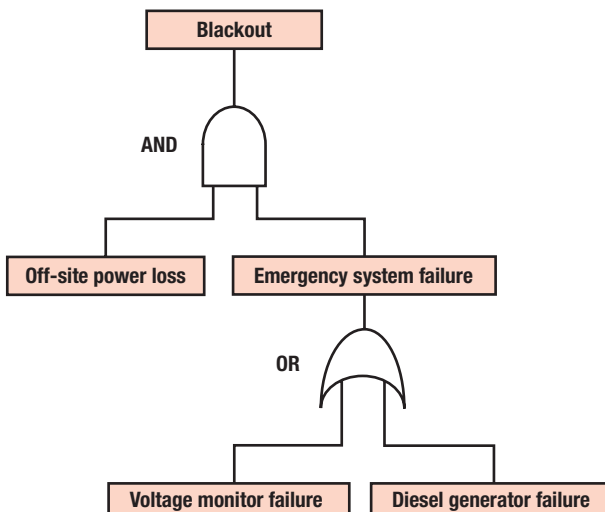 Blackout
AND
Off-site power loss
Emergency system failure
OR
Voltage monitor failure
Diesel generator failure